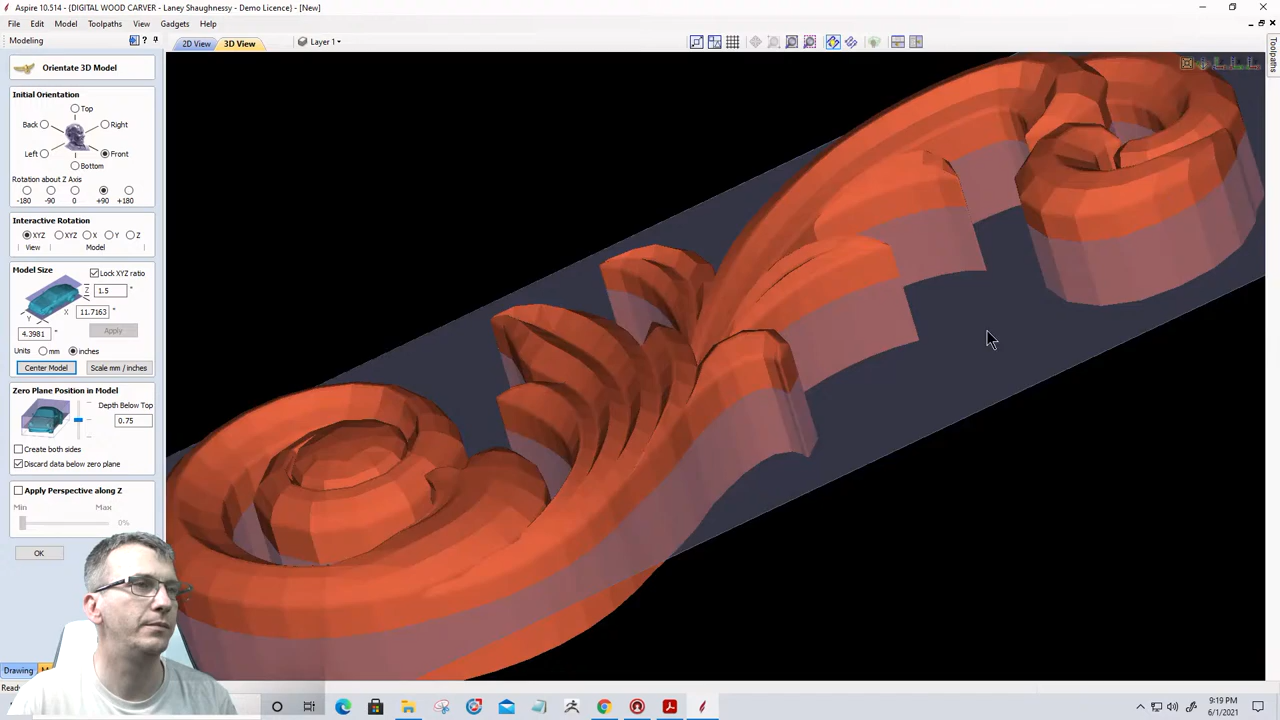 Aspire 10.514 - (DIGITAL WOOD CARVER - Laney Shaughnessy - Demo Licence) - [New]
File Edit Model Toolpaths View Gadgets Help
Modeling
2D View 3D View Layer 1
Toolpaths
Orientate 3D Model
Initial Orientation
Top
Back Right
Left Front
Bottom
Rotation about Z Axis
-180 -90 0 +90 +180
Interactive Rotation
XYZ XYZ X Y Z
View Model
Model Size
Lock XYZ ratio
Z 1.5 "
X 11.7163 "
Y
4.3981 " Apply
Units mm inches
Center Model Scale mm / inches
Zero Plane Position in Model
Depth Below Top
0.75
Create both sides
Discard data below zero plane
Apply Perspective along Z
Min Max
0%
OK
Drawing
9:19 PM
6/1/2021